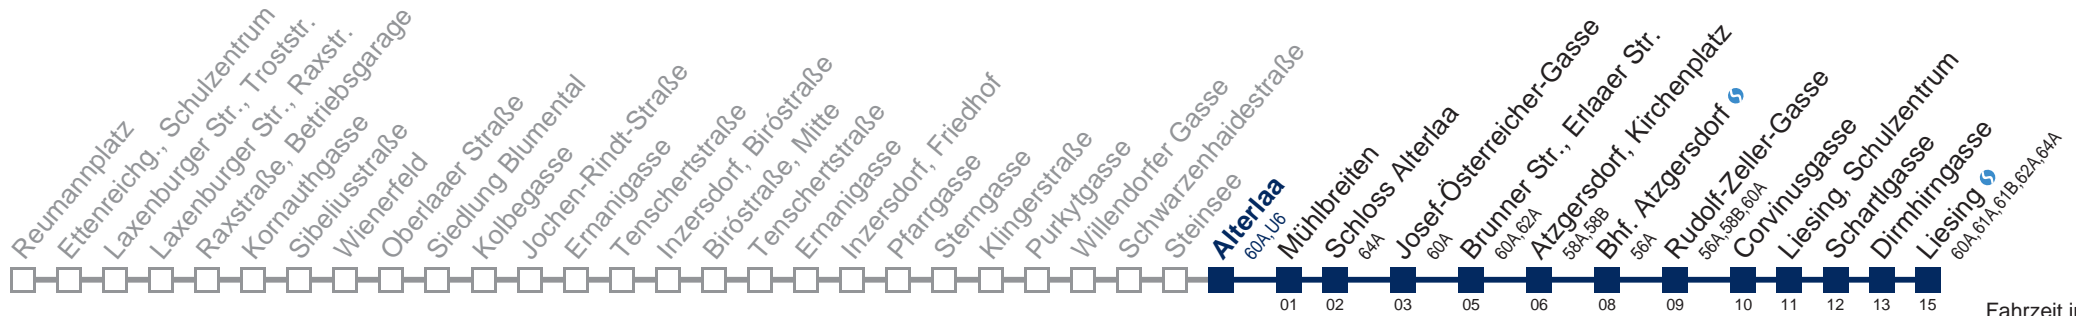 Reumannplatz
Ettenreichg., Schulzentrum
Laxenburger Str., Troststr.
Laxenburger Str., Raxstr.
Raxstraße, Betriebsgarage
Kornauthgasse
Sibeliusstraße
Wienerfeld
Oberlaaer Straße
Siedlung Blumental
Kolbegasse
Jochen-Rindt-Straße
Ernanigasse
Tenschertstraße
Inzersdorf, Biróstraße
Biróstraße, Mitte
Tenschertstraße
Ernanigasse
Inzersdorf, Friedhof
Pfarrgasse
Sterngasse
Klingerstraße
Purkytgasse
Willendorfer Gasse
Schwarzenhaidestraße
Steinsee
Alterlaa
60A,U6
Mühlbreiten
Schloss Alterlaa
64A
Josef-Österreicher-Gasse
60A
Brunner Str., Erlaaer Str.
60A,62A
Atzgersdorf, Kirchenplatz
58A,58B
Bhf. Atzgersdorf
56A
Rudolf-Zeller-Gasse
56A,58B,60A
Corvinusgasse
Liesing, Schulzentrum
Schartlgasse
Dirmhirngasse
Liesing
60A,61A,61B,62A,64A
01 02 03 05 06 08 09 10 11 12 13 15
Fahrzeit